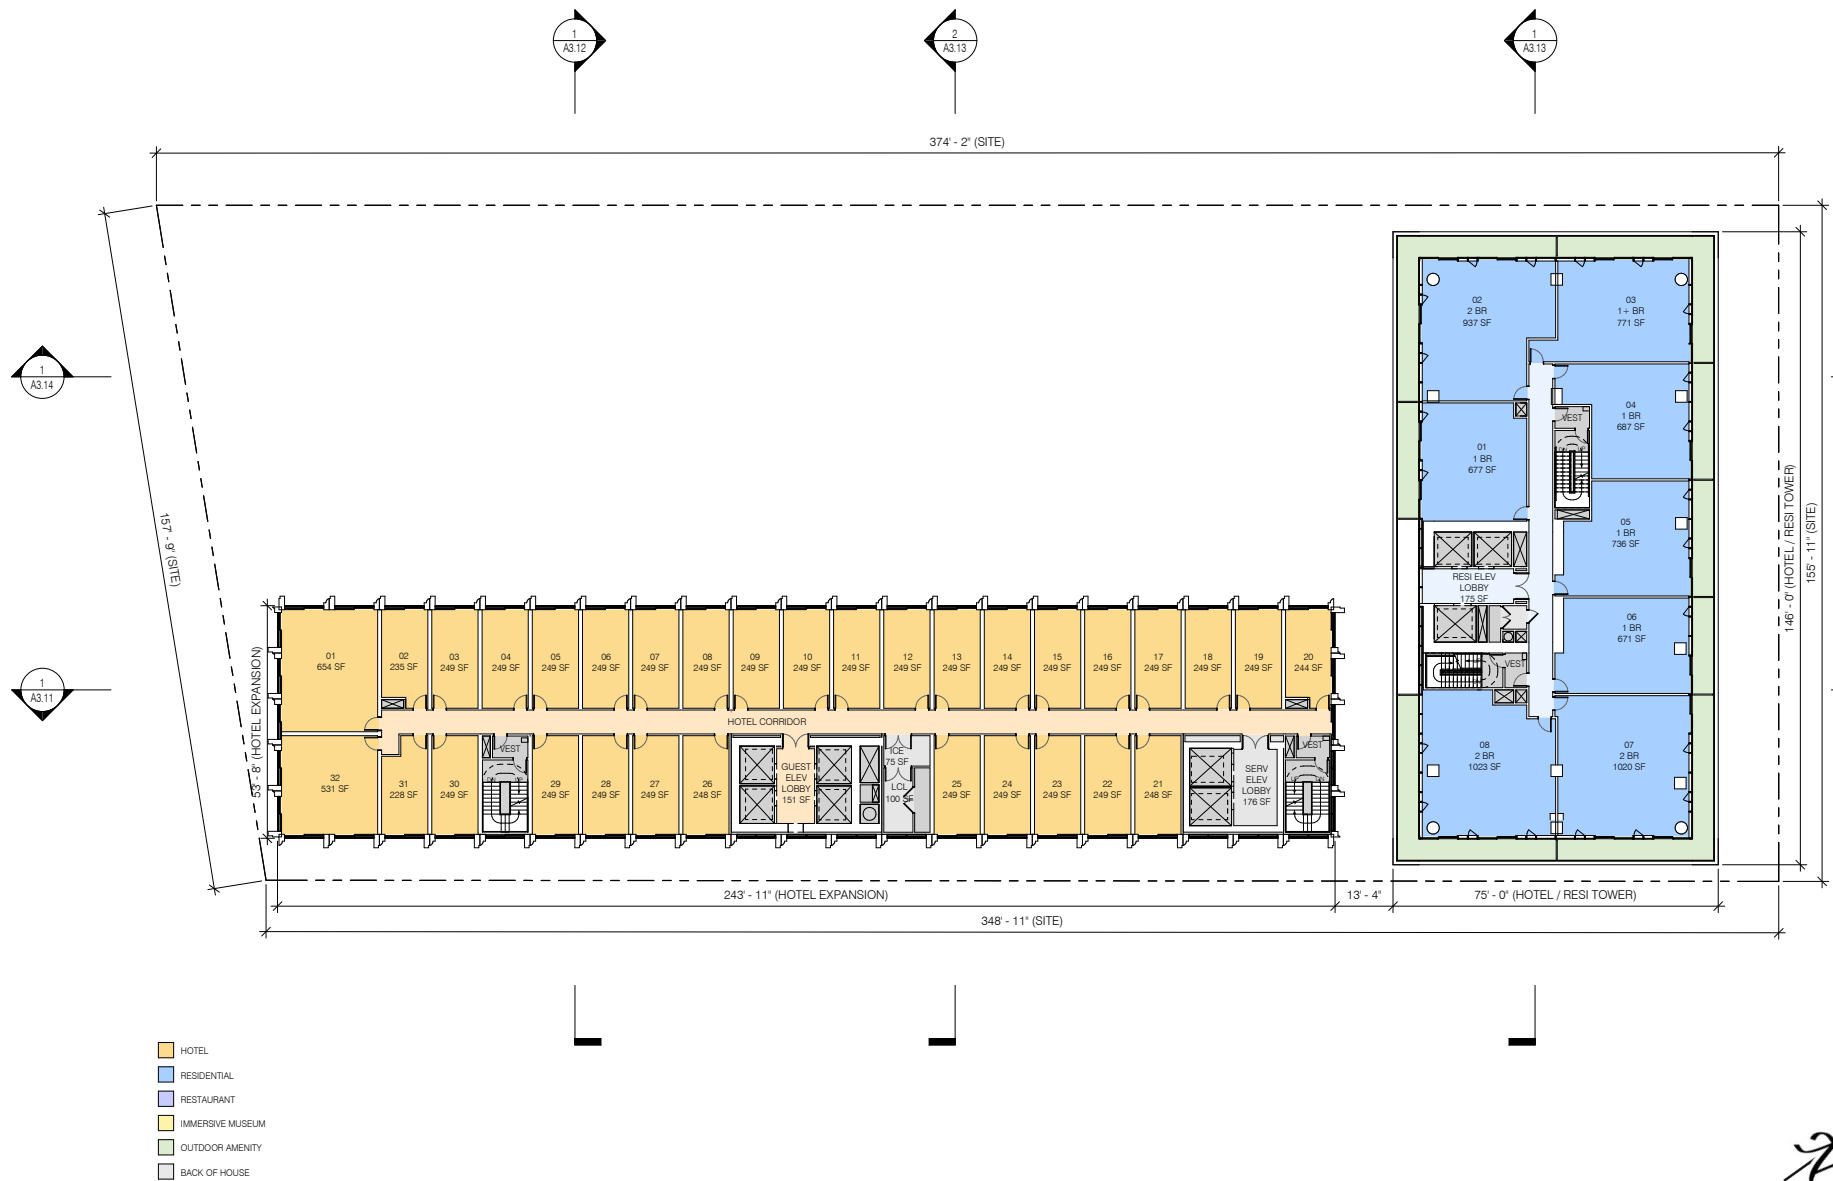 1
A3.12
2
A3.13
1
A3.13
374' - 2" (SITE)
1
A3.14
1
A3.11
157' - 9" (SITE)
53' - 8" (HOTEL EXPANSION)
01
654 SF
02
235 SF
03
249 SF
04
249 SF
05
249 SF
06
249 SF
07
249 SF
08
249 SF
09
249 SF
10
249 SF
11
249 SF
12
249 SF
13
249 SF
14
249 SF
15
249 SF
16
249 SF
17
249 SF
18
249 SF
19
249 SF
20
244 SF
HOTEL CORRIDOR
32
531 SF
31
228 SF
30
249 SF
VEST
29
249 SF
28
249 SF
27
249 SF
26
248 SF
GUEST
ELEV
LOBBY
151 SF
ICE
75 SF
LCL
100 SF
25
249 SF
24
249 SF
23
249 SF
22
249 SF
21
248 SF
SERV
ELEV
LOBBY
176 SF
VEST
02
2 BR
937 SF
03
1+ BR
771 SF
01
1 BR
677 SF
VEST
04
1 BR
687 SF
05
1 BR
736 SF
RESI ELEV
LOBBY
175 SF
06
1 BR
671 SF
VEST
08
2 BR
1023 SF
07
2 BR
1020 SF
146' - 0" (HOTEL / RESI TOWER)
155' - 11" (SITE)
243' - 11" (HOTEL EXPANSION)
13' - 4"
75' - 0" (HOTEL / RESI TOWER)
348' - 11" (SITE)
HOTEL
RESIDENTIAL
RESTAURANT
IMMERSIVE MUSEUM
OUTDOOR AMENITY
BACK OF HOUSE